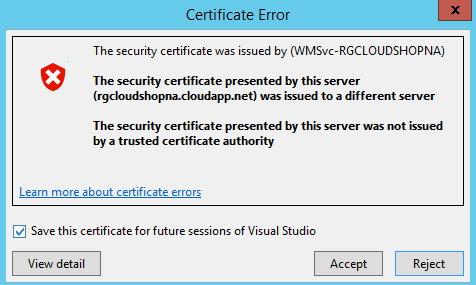 Certificate Error
x
The security certificate was issued by (WMSvc-RGCLOUDSHOPNA)
The security certificate presented by this server
(rgcloudshopna.cloudapp.net) was issued to a different server
The security certificate presented by this server was not issued
by a trusted certificate authority
Learn more about certificate errors
Save this certificate for future sessions of Visual Studio
View detail
Accept
Reject